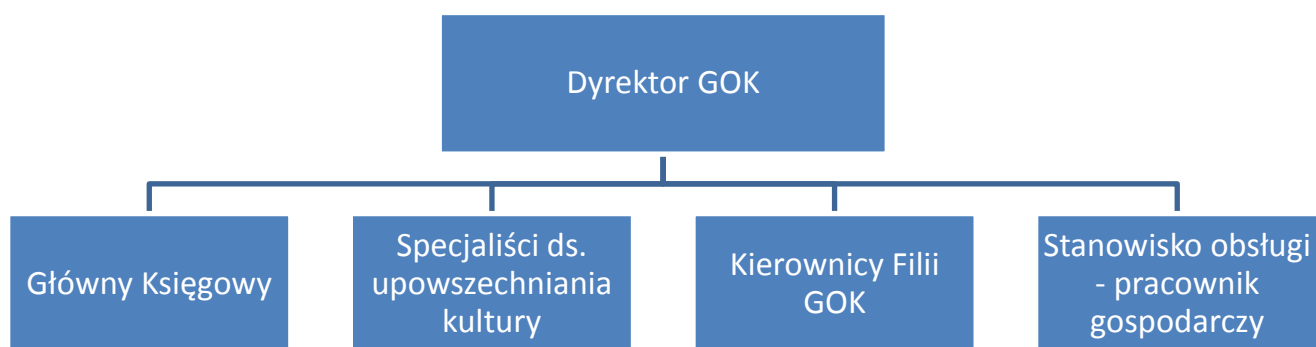 Dyrektor GOK
Główny Księgowy
Specjaliści ds.
upowszechniania
kultury
Kierownicy Filii
GOK
Stanowisko obsługi
- pracownik
gospodarczy